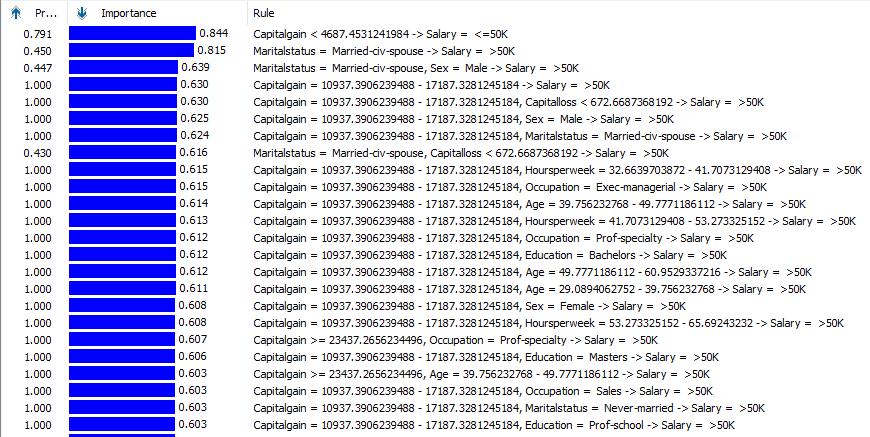 Pr... Importance Rule
0.791 0.844 Capitalgain < 4687.4531241984 -> Salary = <=50K
0.450 0.815 Maritalstatus = Married-civ-spouse -> Salary = >50K
0.447 0.639 Maritalstatus = Married-civ-spouse, Sex = Male -> Salary = >50K
1.000 0.630 Capitalgain = 10937.3906239488 - 17187.3281245184 -> Salary = >50K
1.000 0.630 Capitalgain = 10937.3906239488 - 17187.3281245184, Capitalloss < 672.6687368192 -> Salary = >50K
1.000 0.625 Capitalgain = 10937.3906239488 - 17187.3281245184, Sex = Male -> Salary = >50K
1.000 0.624 Capitalgain = 10937.3906239488 - 17187.3281245184, Maritalstatus = Married-civ-spouse -> Salary = >50K
0.430 0.616 Maritalstatus = Married-civ-spouse, Capitalloss < 672.6687368192 -> Salary = >50K
1.000 0.615 Capitalgain = 10937.3906239488 - 17187.3281245184, Hoursperweek = 32.6639703872 - 41.7073129408 -> Salary = >50K
1.000 0.615 Capitalgain = 10937.3906239488 - 17187.3281245184, Occupation = Exec-managerial -> Salary = >50K
1.000 0.614 Capitalgain = 10937.3906239488 - 17187.3281245184, Age = 39.756232768 - 49.7771186112 -> Salary = >50K
1.000 0.613 Capitalgain = 10937.3906239488 - 17187.3281245184, Hoursperweek = 41.7073129408 - 53.273325152 -> Salary = >50K
1.000 0.612 Capitalgain = 10937.3906239488 - 17187.3281245184, Occupation = Prof-specialty -> Salary = >50K
1.000 0.612 Capitalgain = 10937.3906239488 - 17187.3281245184, Education = Bachelors -> Salary = >50K
1.000 0.612 Capitalgain = 10937.3906239488 - 17187.3281245184, Age = 49.7771186112 - 60.9529337216 -> Salary = >50K
1.000 0.611 Capitalgain = 10937.3906239488 - 17187.3281245184, Age = 29.0894062752 - 39.756232768 -> Salary = >50K
1.000 0.608 Capitalgain = 10937.3906239488 - 17187.3281245184, Sex = Female -> Salary = >50K
1.000 0.608 Capitalgain = 10937.3906239488 - 17187.3281245184, Hoursperweek = 53.273325152 - 65.69243232 -> Salary = >50K
1.000 0.607 Capitalgain >= 23437.2656234496, Occupation = Prof-specialty -> Salary = >50K
1.000 0.606 Capitalgain = 10937.3906239488 - 17187.3281245184, Education = Masters -> Salary = >50K
1.000 0.603 Capitalgain >= 23437.2656234496, Age = 39.756232768 - 49.7771186112 -> Salary = >50K
1.000 0.603 Capitalgain = 10937.3906239488 - 17187.3281245184, Occupation = Sales -> Salary = >50K
1.000 0.603 Capitalgain = 10937.3906239488 - 17187.3281245184, Maritalstatus = Never-married -> Salary = >50K
1.000 0.603 Capitalgain = 10937.3906239488 - 17187.3281245184, Education = Prof-school -> Salary = >50K